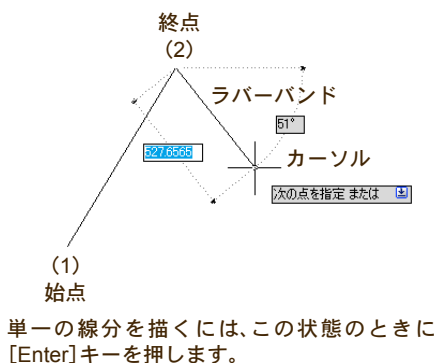 終点
(2)
ラバーバンド
51°
527.6565
カーソル
次の点を指定 または
(1)
始点
単一の線分を描くには、この状態のときに
[Enter]キーを押します。